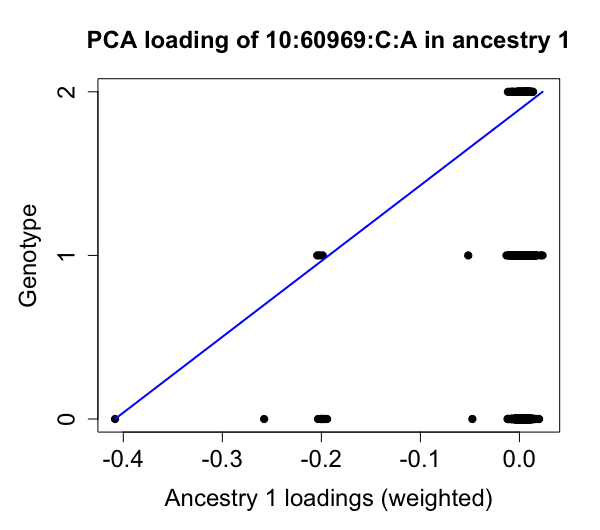 PCA loading of 10:60969:C:A in ancestry 1
2
1
0
Genotype
-0.4 -0.3 -0.2 -0.1 0.0
Ancestry 1 loadings (weighted)